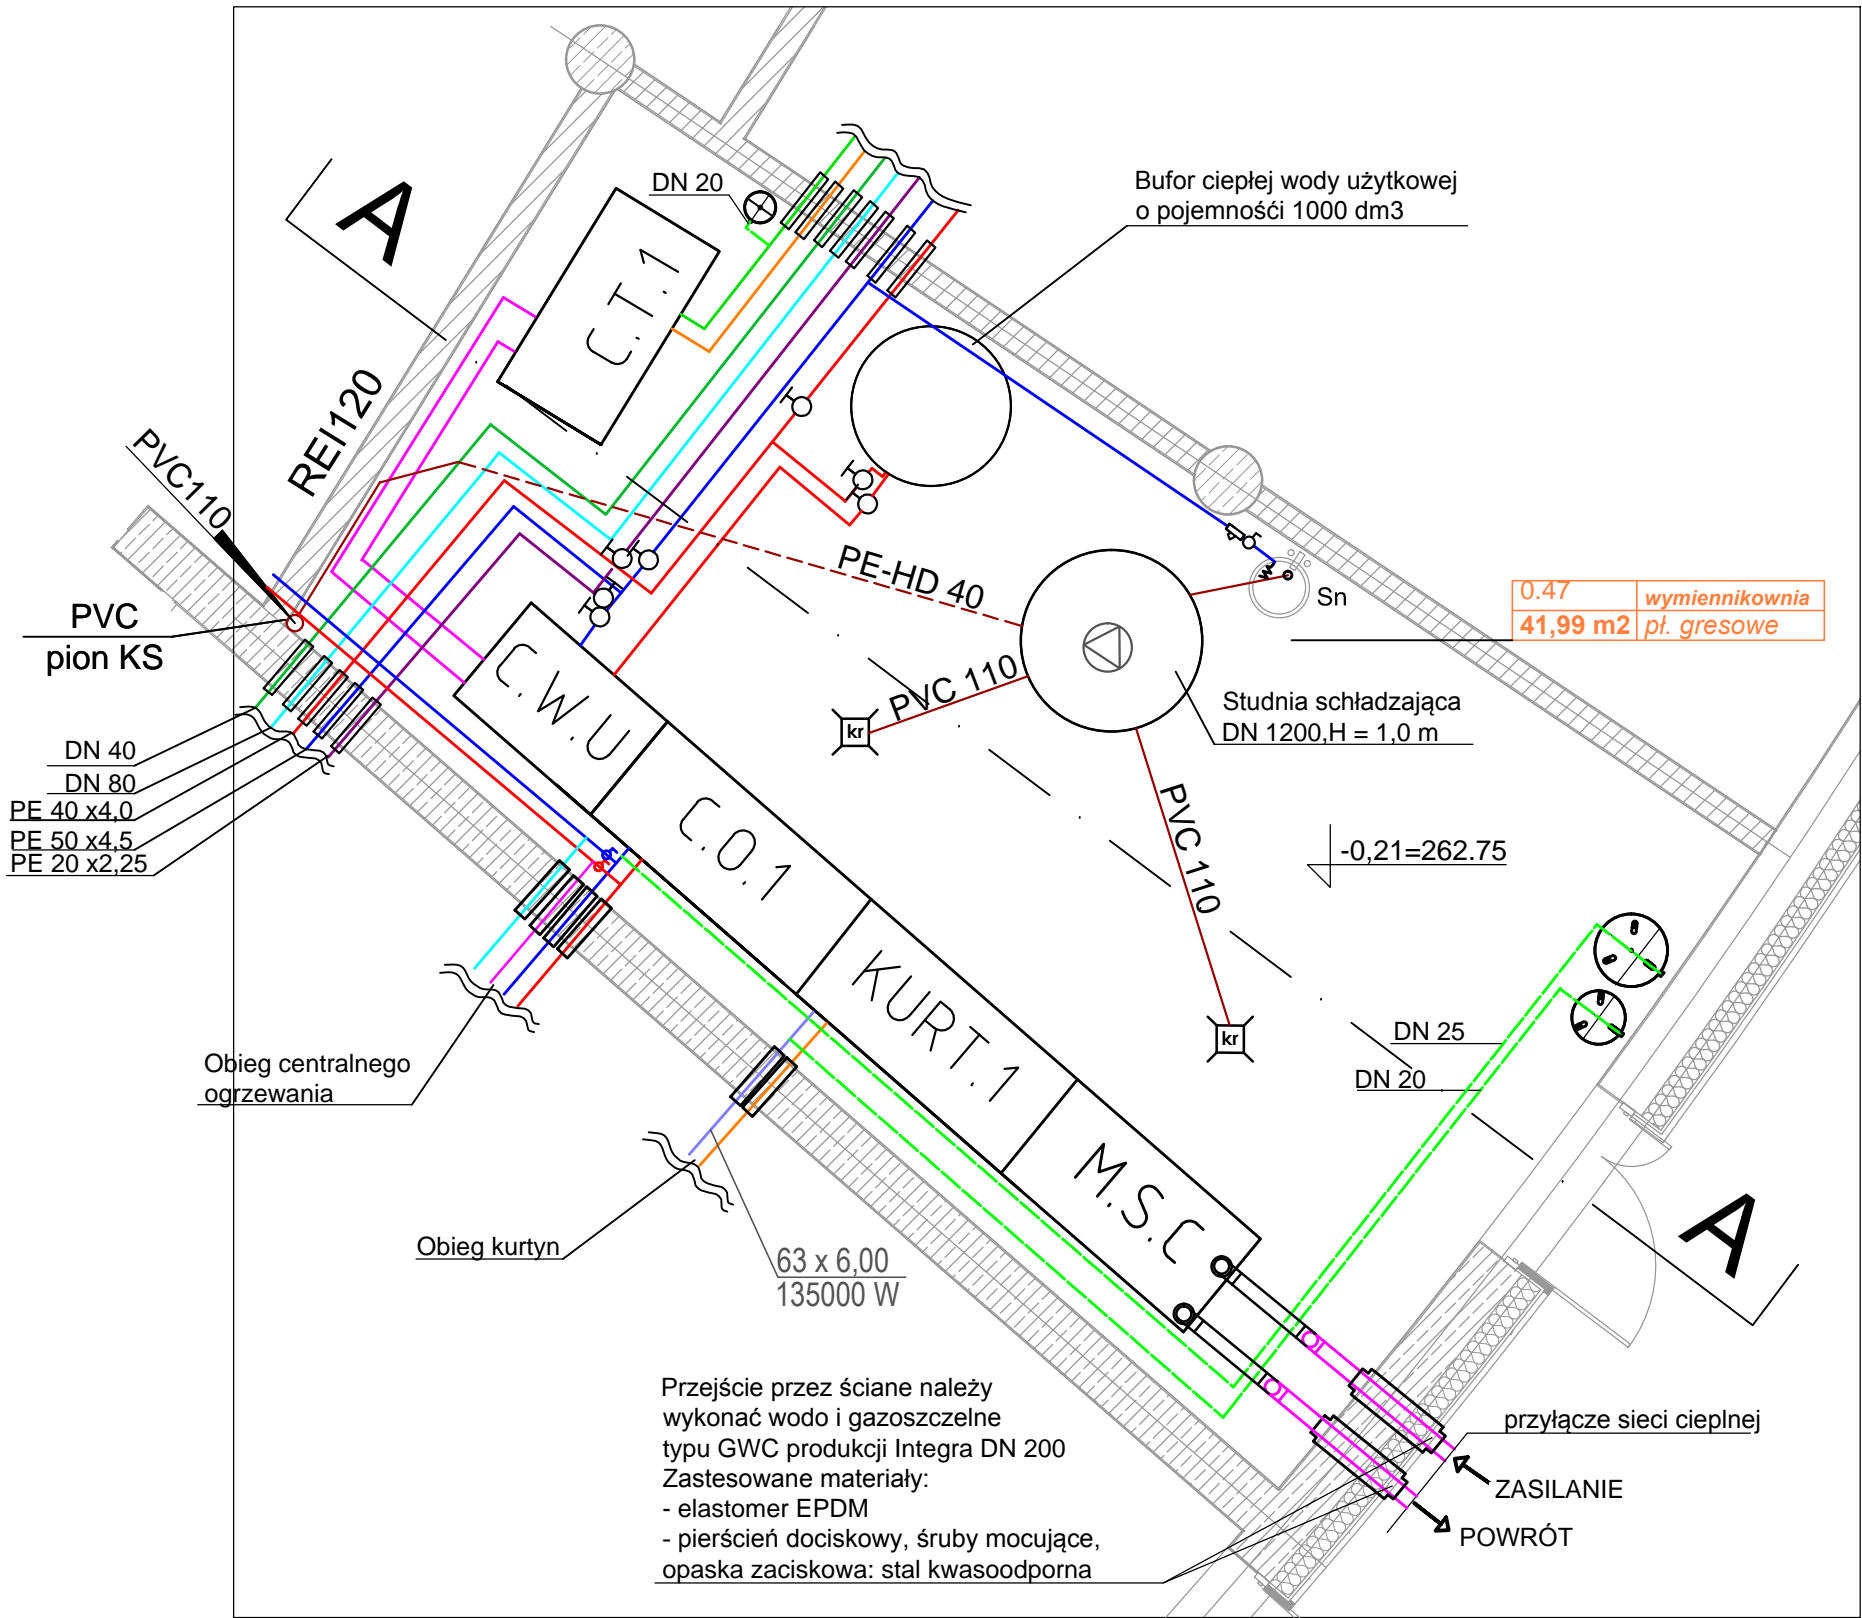 A
DN 20
Bufor ciepłej wody użytkowej
o pojemnośći 1000 dm3
C.T.1
REI120
PVC110
PVC
pion KS
PE-HD 40
Sn
0.47 wymiennikownia
41,99 m2 pł. gresowe
PVC 110
kr
Studnia schładzająca
DN 1200,H = 1,0 m
C.W.U
DN 40
DN 80
PE 40 x4,0
PE 50 x4,5
PE 20 x2,25
C.O.1
PVC 110
-0,21=262.75
KURT.1
kr
DN 25
DN 20
Obieg centralnego
ogrzewania
M.S.C
A
Obieg kurtyn
63 x 6,00
135000 W
Przejście przez ściane należy
wykonać wodo i gazoszczelne
typu GWC produkcji Integra DN 200
Zastesowane materiały:
- elastomer EPDM
- pierścień dociskowy, śruby mocujące,
opaska zaciskowa: stal kwasoodporna
przyłącze sieci cieplnej
ZASILANIE
POWRÓT